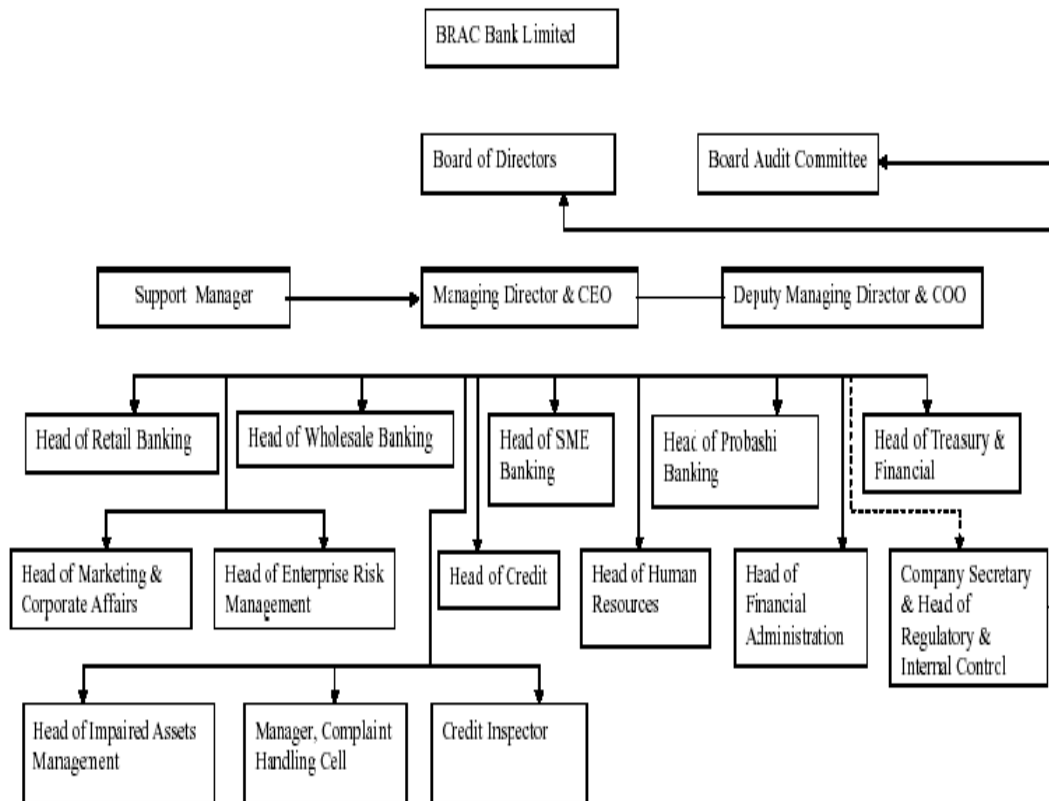 BRAC Bank Limited
Board of Directors
Board Audit Committee
Support Manager
Managing Director & CEO
Deputy Managing Director & COO
Head of Retail Banking
Head of Wholesale Banking
Head of SME
Banking
Head of Probashi
Banking
Head of Treasury &
Financial
Head of Marketing &
Corporate Affairs
Head of Enterprise Risk
Management
Head of Credit
Head of Human
Resources
Head of
Financial
Administration
Company Secretary
& Head of
Regulatory &
Internal Control
Head of Impaired Assets
Management
Manager, Complaint
Handling Cell
Credit Inspector